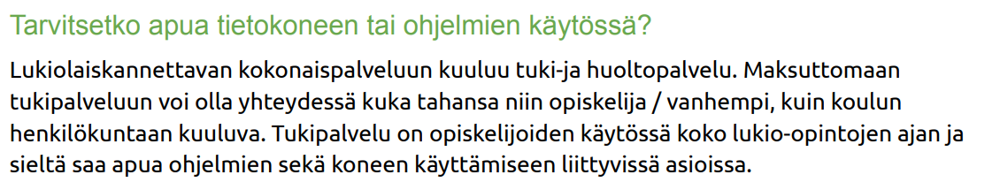 Tarvitsetko apua tietokoneen tai ohjelmien käytössä?
Lukiolaiskannettavan kokonaispalveluun kuuluu tuki-ja huoltopalvelu. Maksuttomaan
tukipalveluun voi olla yhteydessä kuka tahansa niin opiskelija / vanhempi, kuin koulun
henkilökuntaan kuuluva. Tukipalvelu on opiskelijoiden käytössä koko lukio-opintojen ajan ja
sieltä saa apua ohjelmien sekä koneen käyttämiseen liittyvissä asioissa.